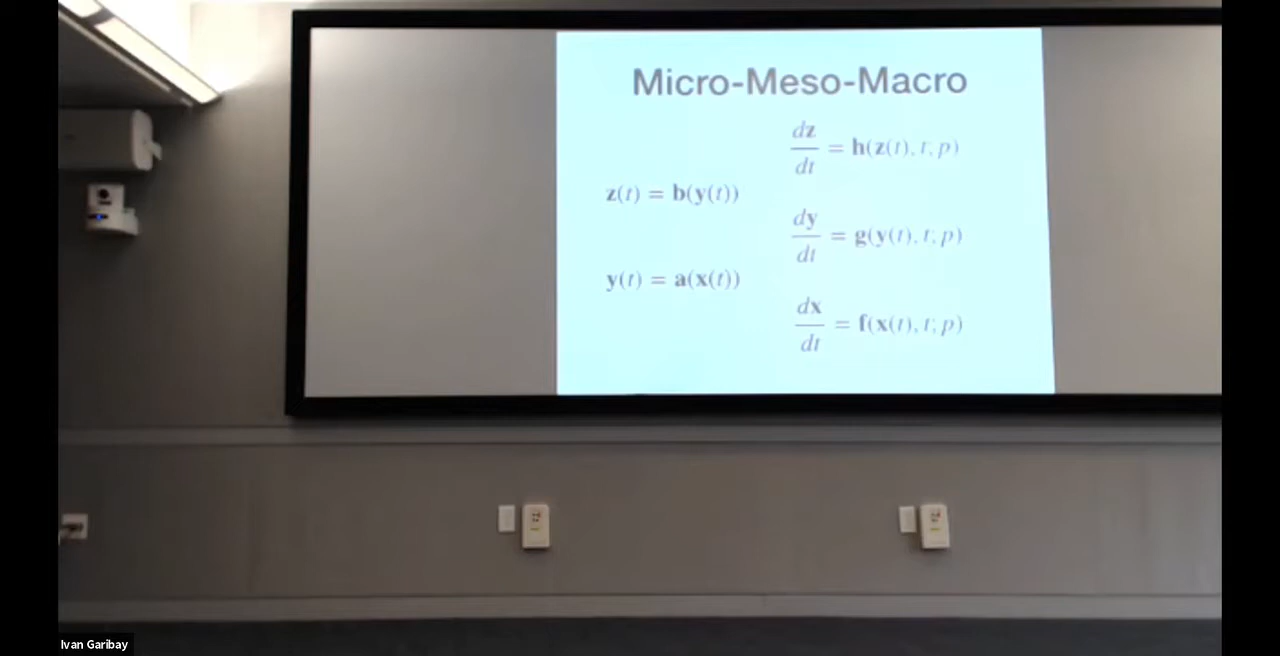 Micro-Meso-Macro
dz/dt = h(z(t), t; p)
z(t) = b(y(t))
dy/dt = g(y(t), t; p)
y(t) = a(x(t))
dx/dt = f(x(t), t; p)
Ivan Garibay